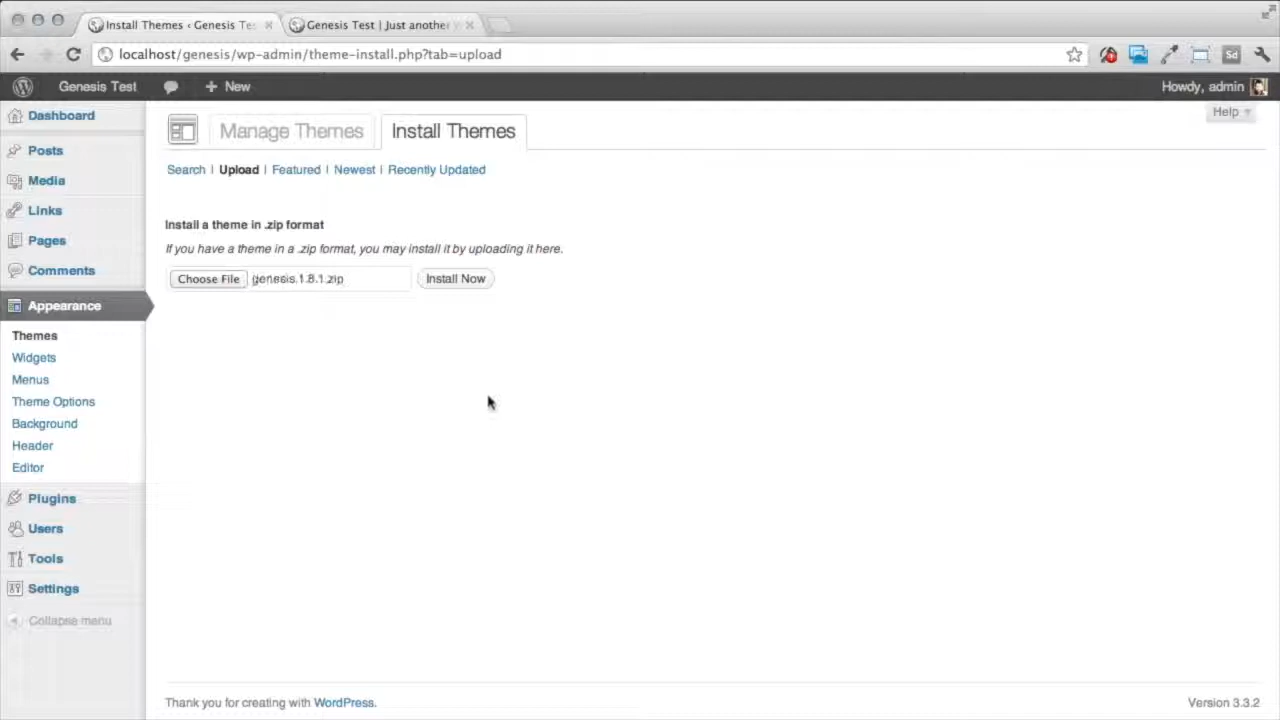 Install Themes ‹ Genesis Tes
Genesis Test | Just another W
localhost/genesis/wp-admin/theme-install.php?tab=upload
Sd
Genesis Test
+ New
Howdy, admin
Help
Dashboard
Posts
Media
Links
Pages
Comments
Appearance
Themes
Widgets
Menus
Theme Options
Background
Header
Editor
Plugins
Users
Tools
Settings
Collapse menu
Manage Themes
Install Themes
Search | Upload | Featured | Newest | Recently Updated
Install a theme in .zip format
If you have a theme in a .zip format, you may install it by uploading it here.
Choose File genesis.1.8.1.zip Install Now
Thank you for creating with WordPress.
Version 3.3.2